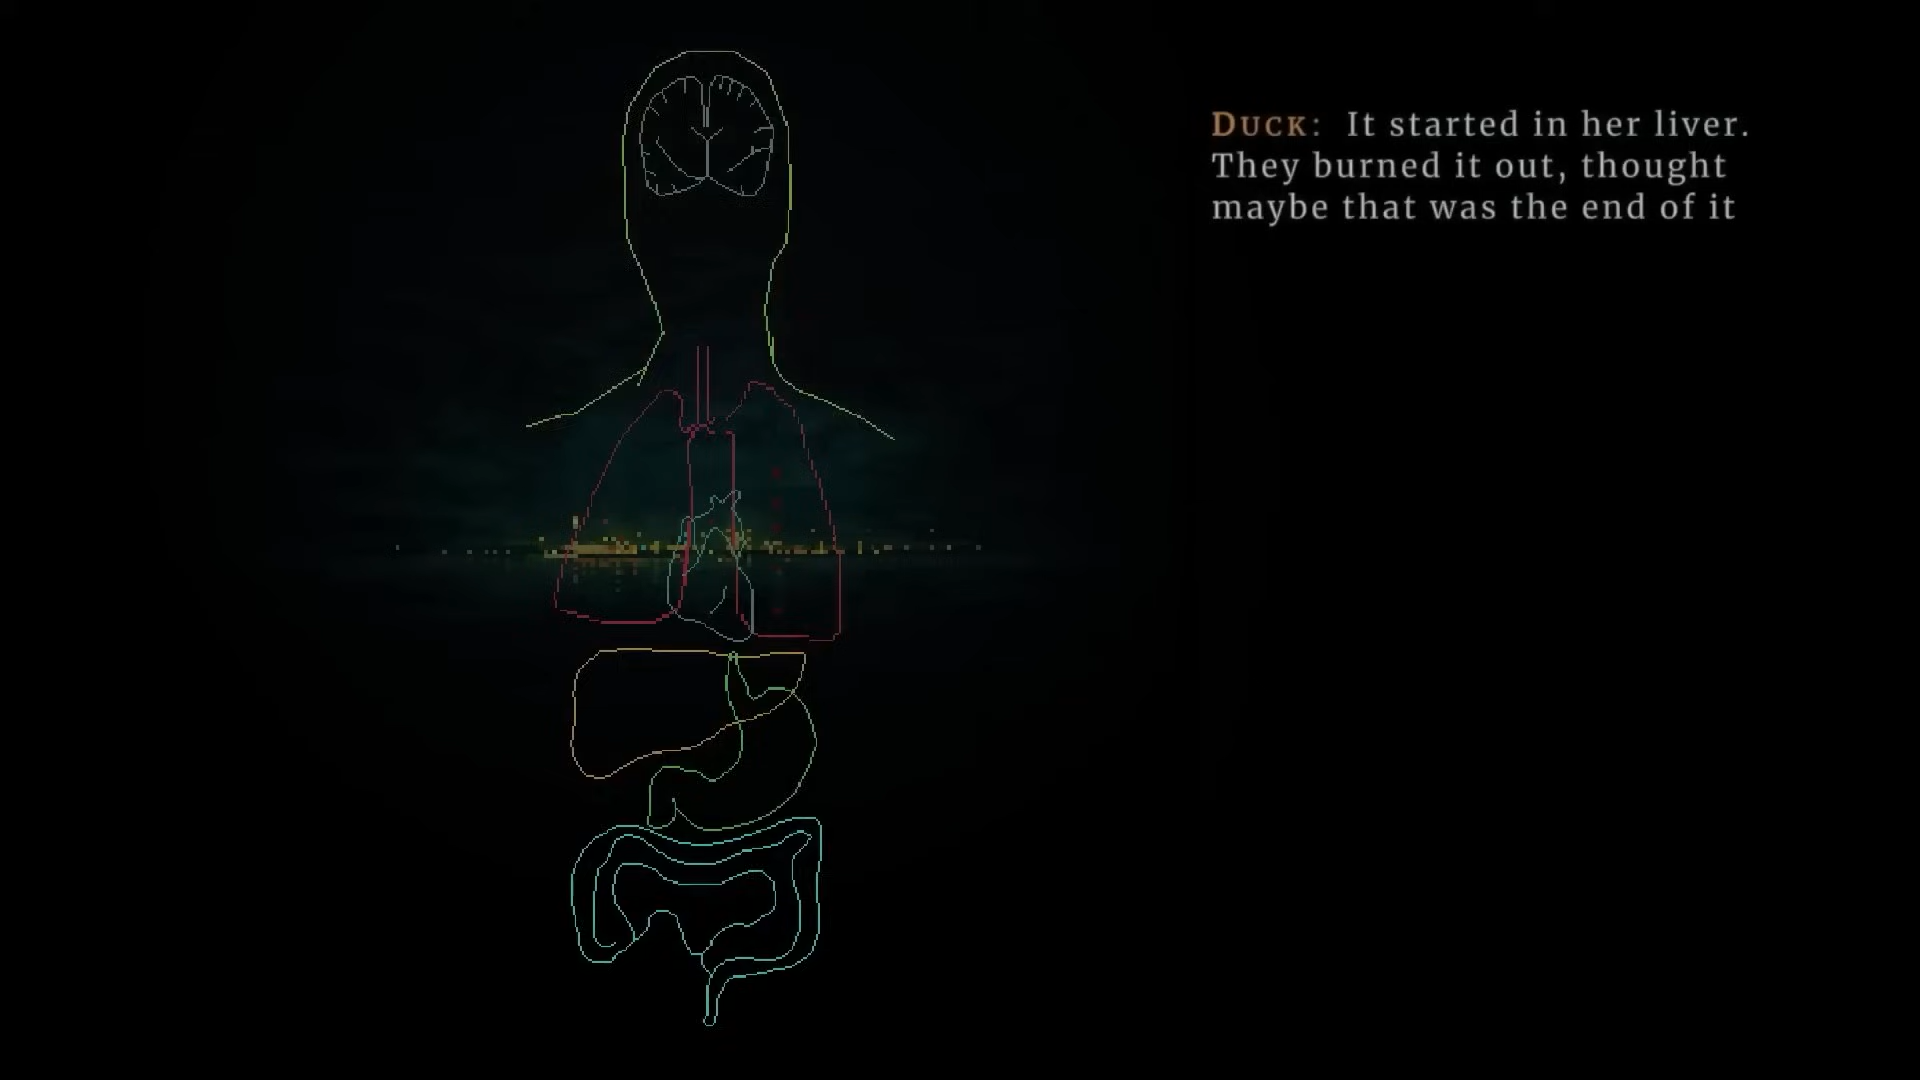 DUCK: It started in her liver.
They burned it out, thought
maybe that was the end of it